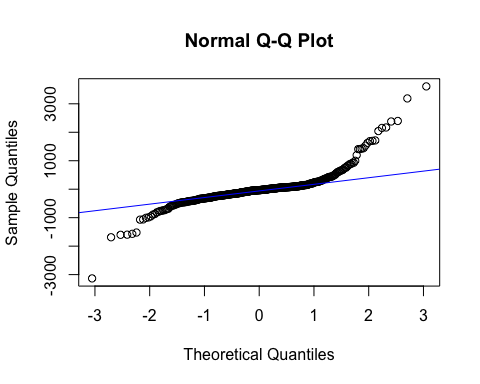 Normal Q-Q Plot
Sample Quantiles
3000
1000
-1000
-3000
-3 -2 -1 0 1 2 3
Theoretical Quantiles